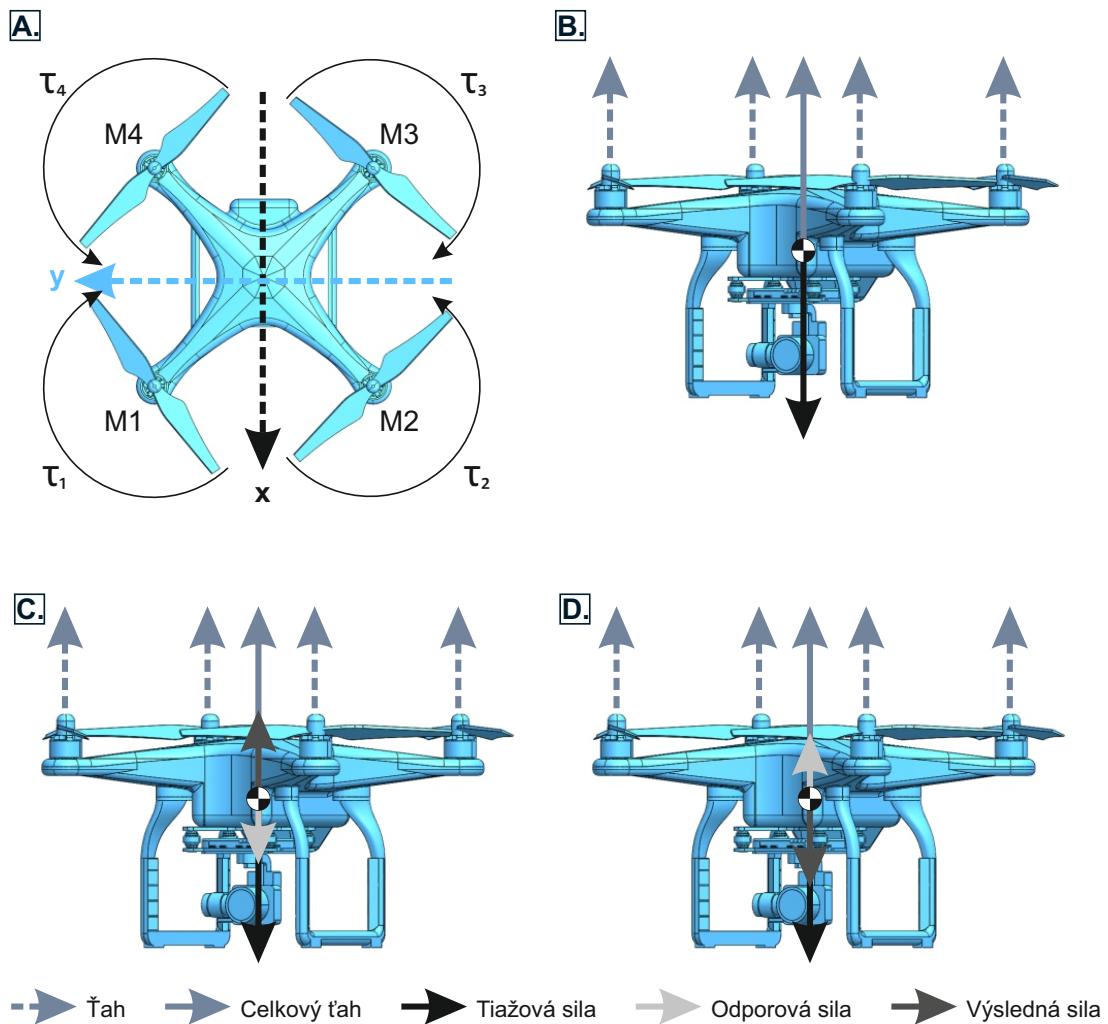 A.
B.
τ4
τ3
M4
M3
y
M1
M2
τ1
τ2
x
C.
D.
Ťah
Celkový ťah
Tiažová sila
Odporová sila
Výsledná sila